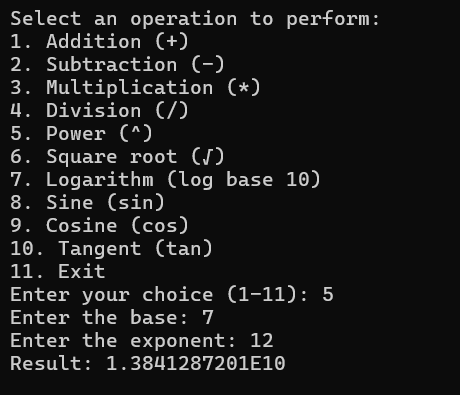 Select an operation to perform:
1. Addition (+)
2. Subtraction (-)
3. Multiplication (*)
4. Division (/)
5. Power (^)
6. Square root (√)
7. Logarithm (log base 10)
8. Sine (sin)
9. Cosine (cos)
10. Tangent (tan)
11. Exit
Enter your choice (1-11): 5
Enter the base: 7
Enter the exponent: 12
Result: 1.3841287201E10